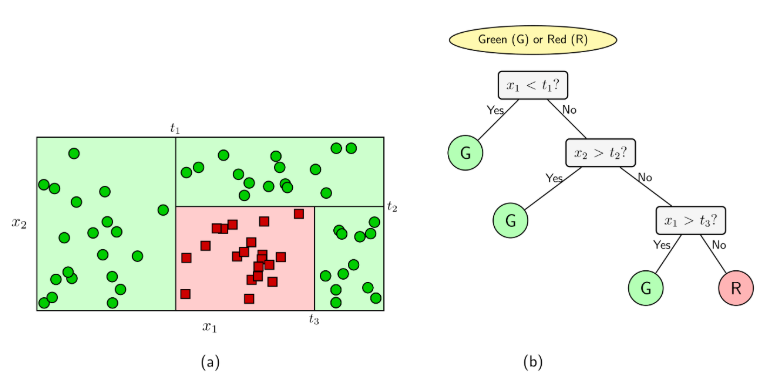 Green (G) or Red (R)
x₁ < t₁?
Yes
No
t₁
G
x₂ > t₂?
Yes
No
t₂
x₂
G
x₁ > t₃?
Yes
No
G
R
t₃
x₁
(a)
(b)